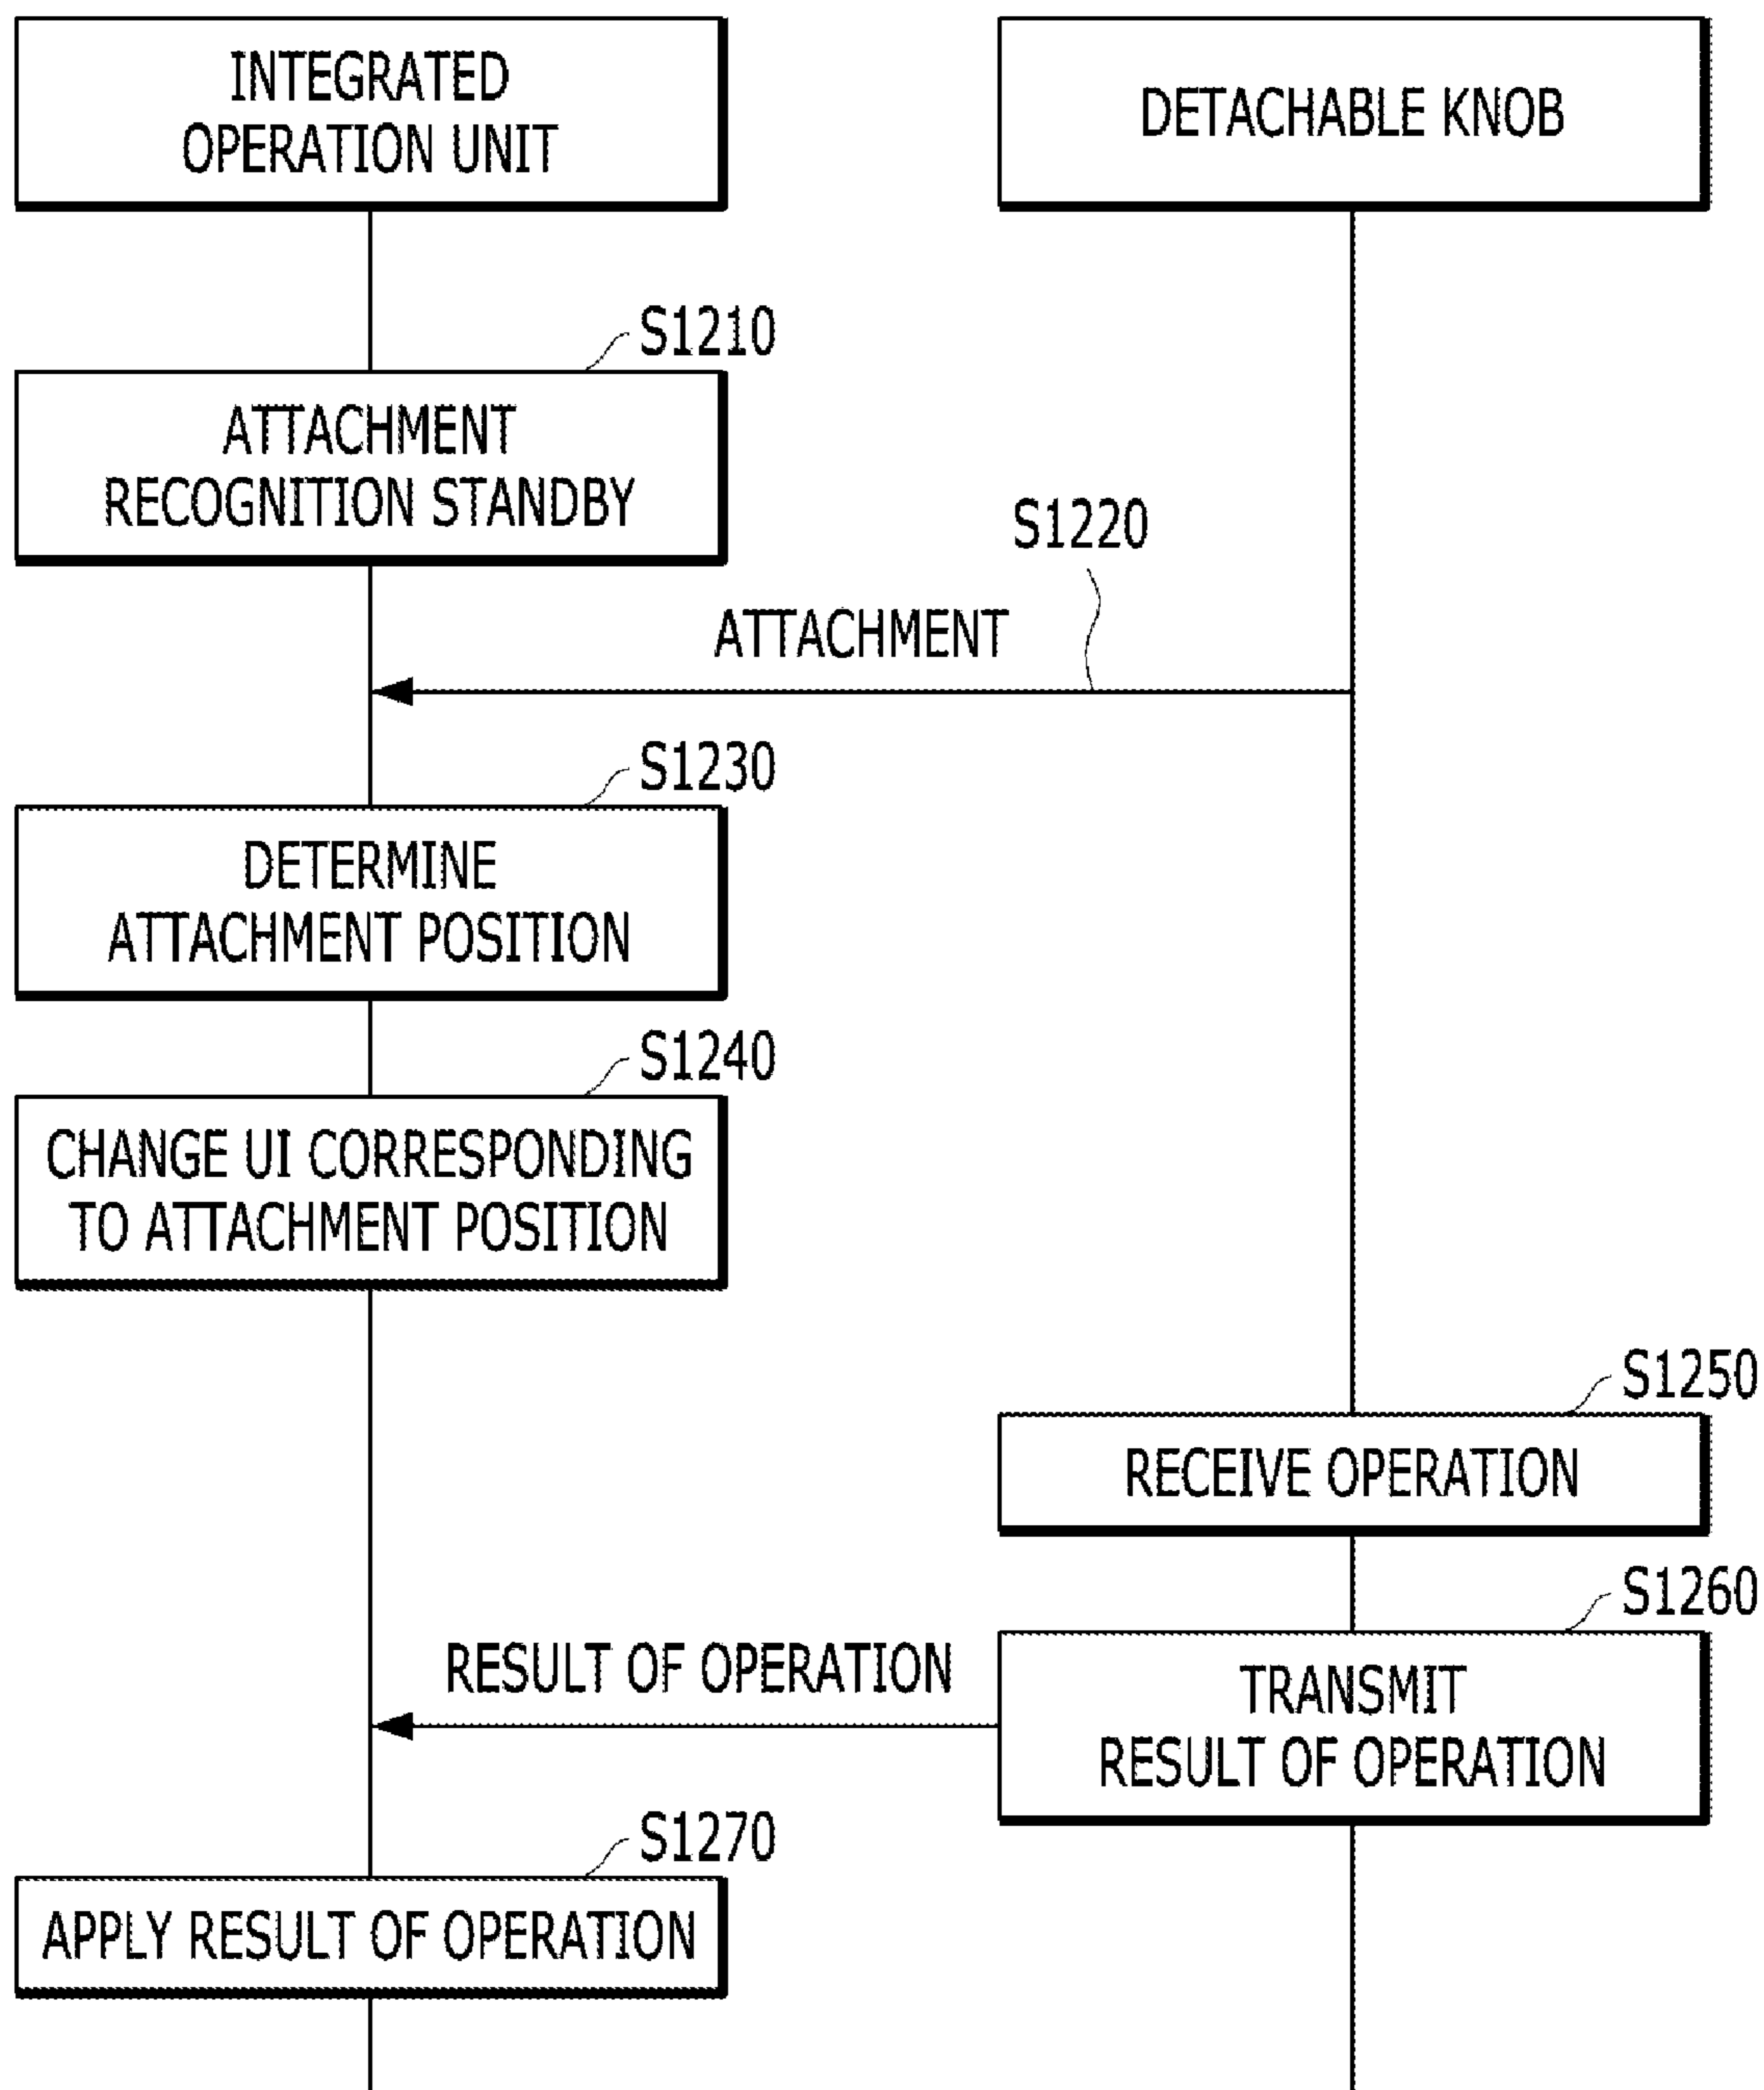 INTEGRATED
OPERATION UNIT
DETACHABLE KNOB
S1210
ATTACHMENT
RECOGNITION STANDBY
S1220
ATTACHMENT
S1230
DETERMINE
ATTACHMENT POSITION
S1240
CHANGE UI CORRESPONDING
TO ATTACHMENT POSITION
S1250
RECEIVE OPERATION
S1260
RESULT OF OPERATION
TRANSMIT
RESULT OF OPERATION
S1270
APPLY RESULT OF OPERATION